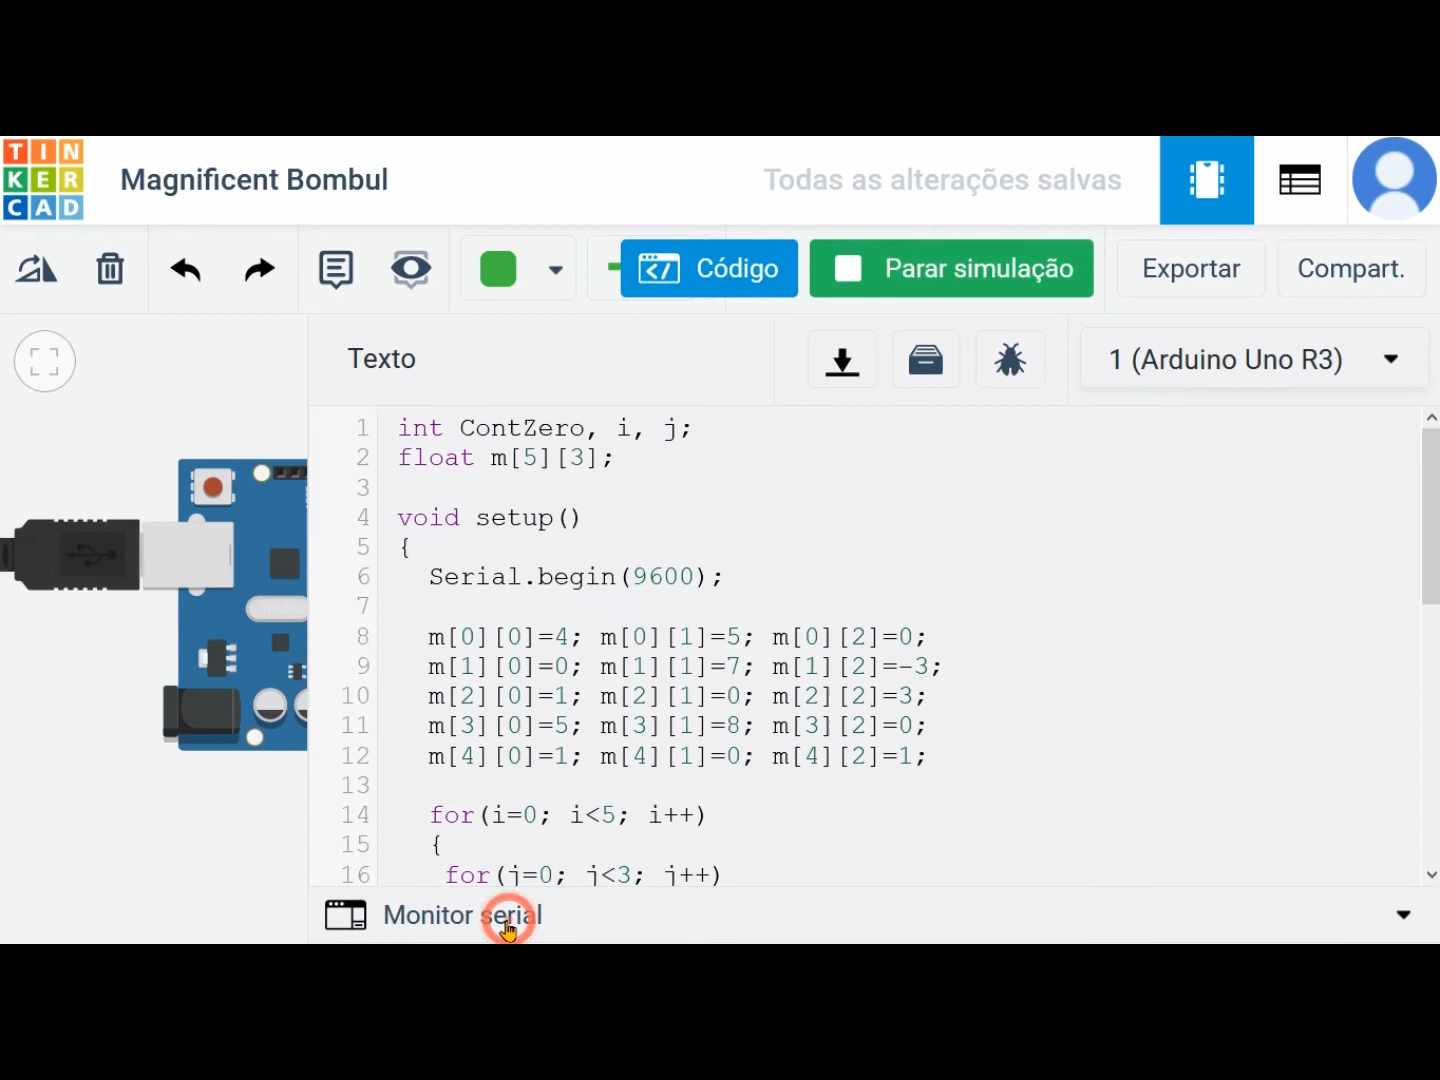 TIN
KER
CAD
Magnificent Bombul
Todas as alterações salvas
Código
Parar simulação
Exportar
Compart.
Texto
1 (Arduino Uno R3)
1 int ContZero, i, j;
2 float m[5][3];
3
4 void setup()
5 {
6 Serial.begin(9600);
7
8 m[0][0]=4; m[0][1]=5; m[0][2]=0;
9 m[1][0]=0; m[1][1]=7; m[1][2]=-3;
10 m[2][0]=1; m[2][1]=0; m[2][2]=3;
11 m[3][0]=5; m[3][1]=8; m[3][2]=0;
12 m[4][0]=1; m[4][1]=0; m[4][2]=1;
13
14 for(i=0; i<5; i++)
15 {
16 for(j=0; j<3; j++)
Monitor serial